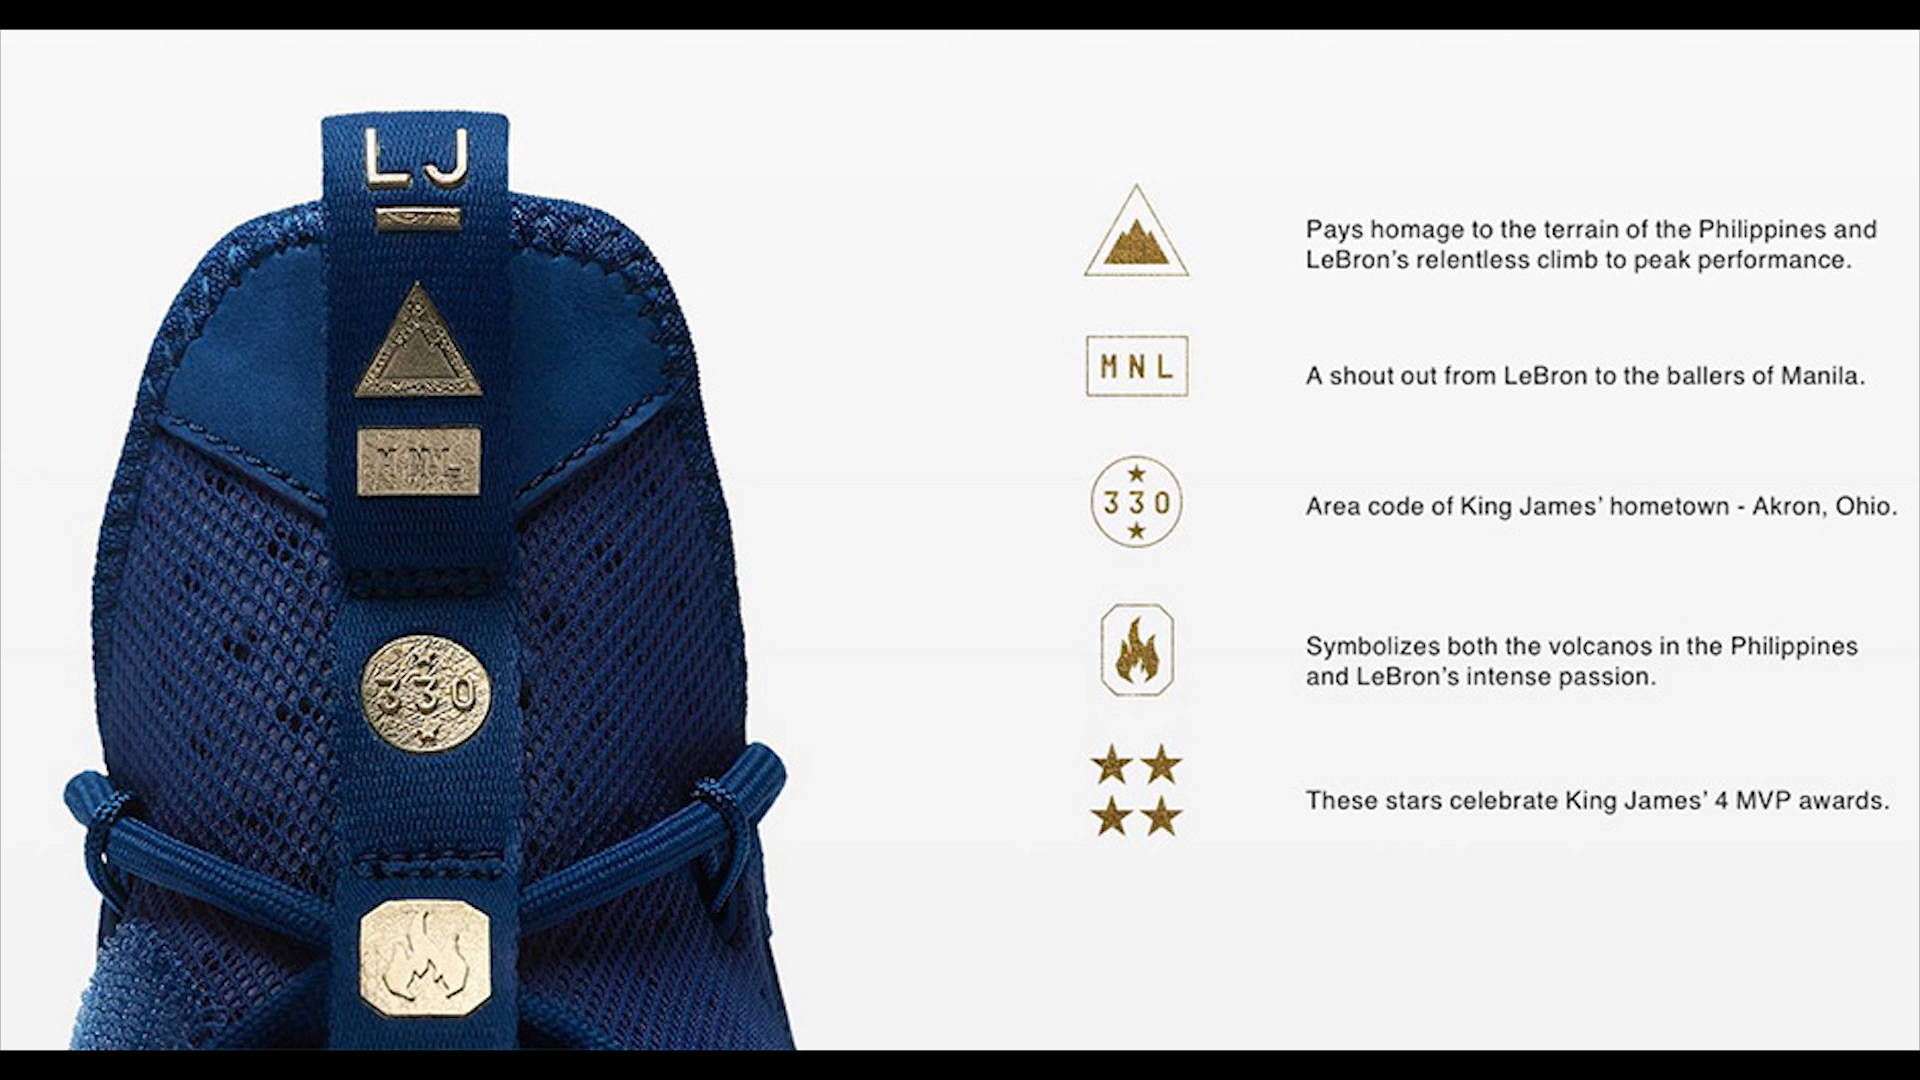 LJ
MNL
330
Pays homage to the terrain of the Philippines and
LeBron's relentless climb to peak performance.
MNL
A shout out from LeBron to the ballers of Manila.
330
Area code of King James' hometown - Akron, Ohio.
Symbolizes both the volcanos in the Philippines
and LeBron's intense passion.
These stars celebrate King James' 4 MVP awards.